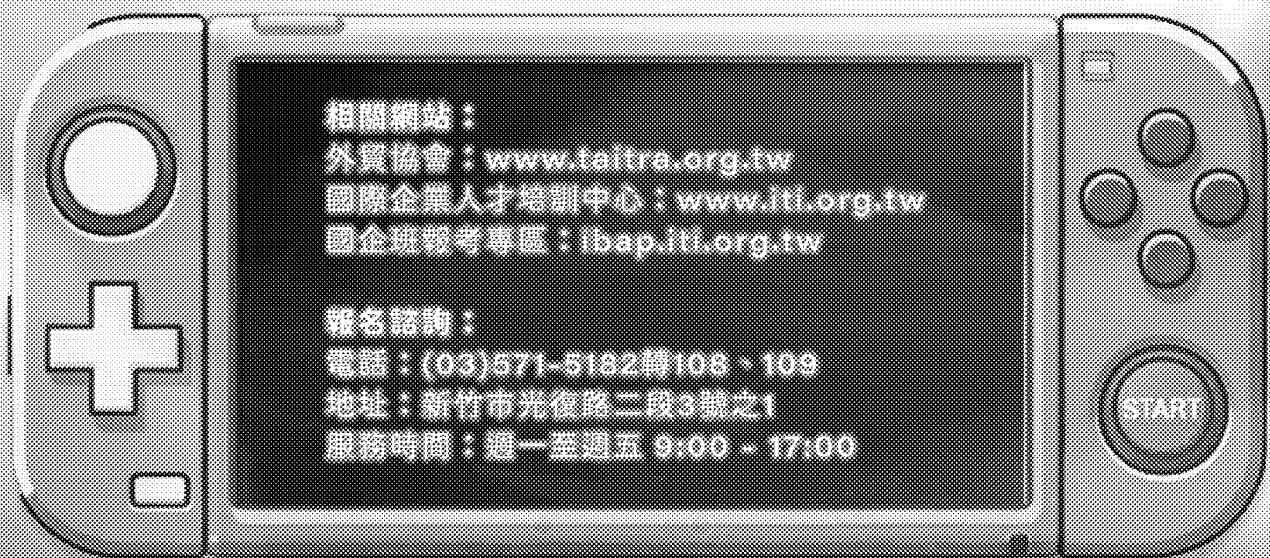 相關網站：
外貿協會：www.taitra.org.tw
國際企業人才培訓中心：www.iti.org.tw
國企班報考專區：ibap.iti.org.tw
報名諮詢：
電話：(03)571-5182轉108、109
地址：新竹市光復路二段3號之1
服務時間：週一至週五 9:00 - 17:00
START